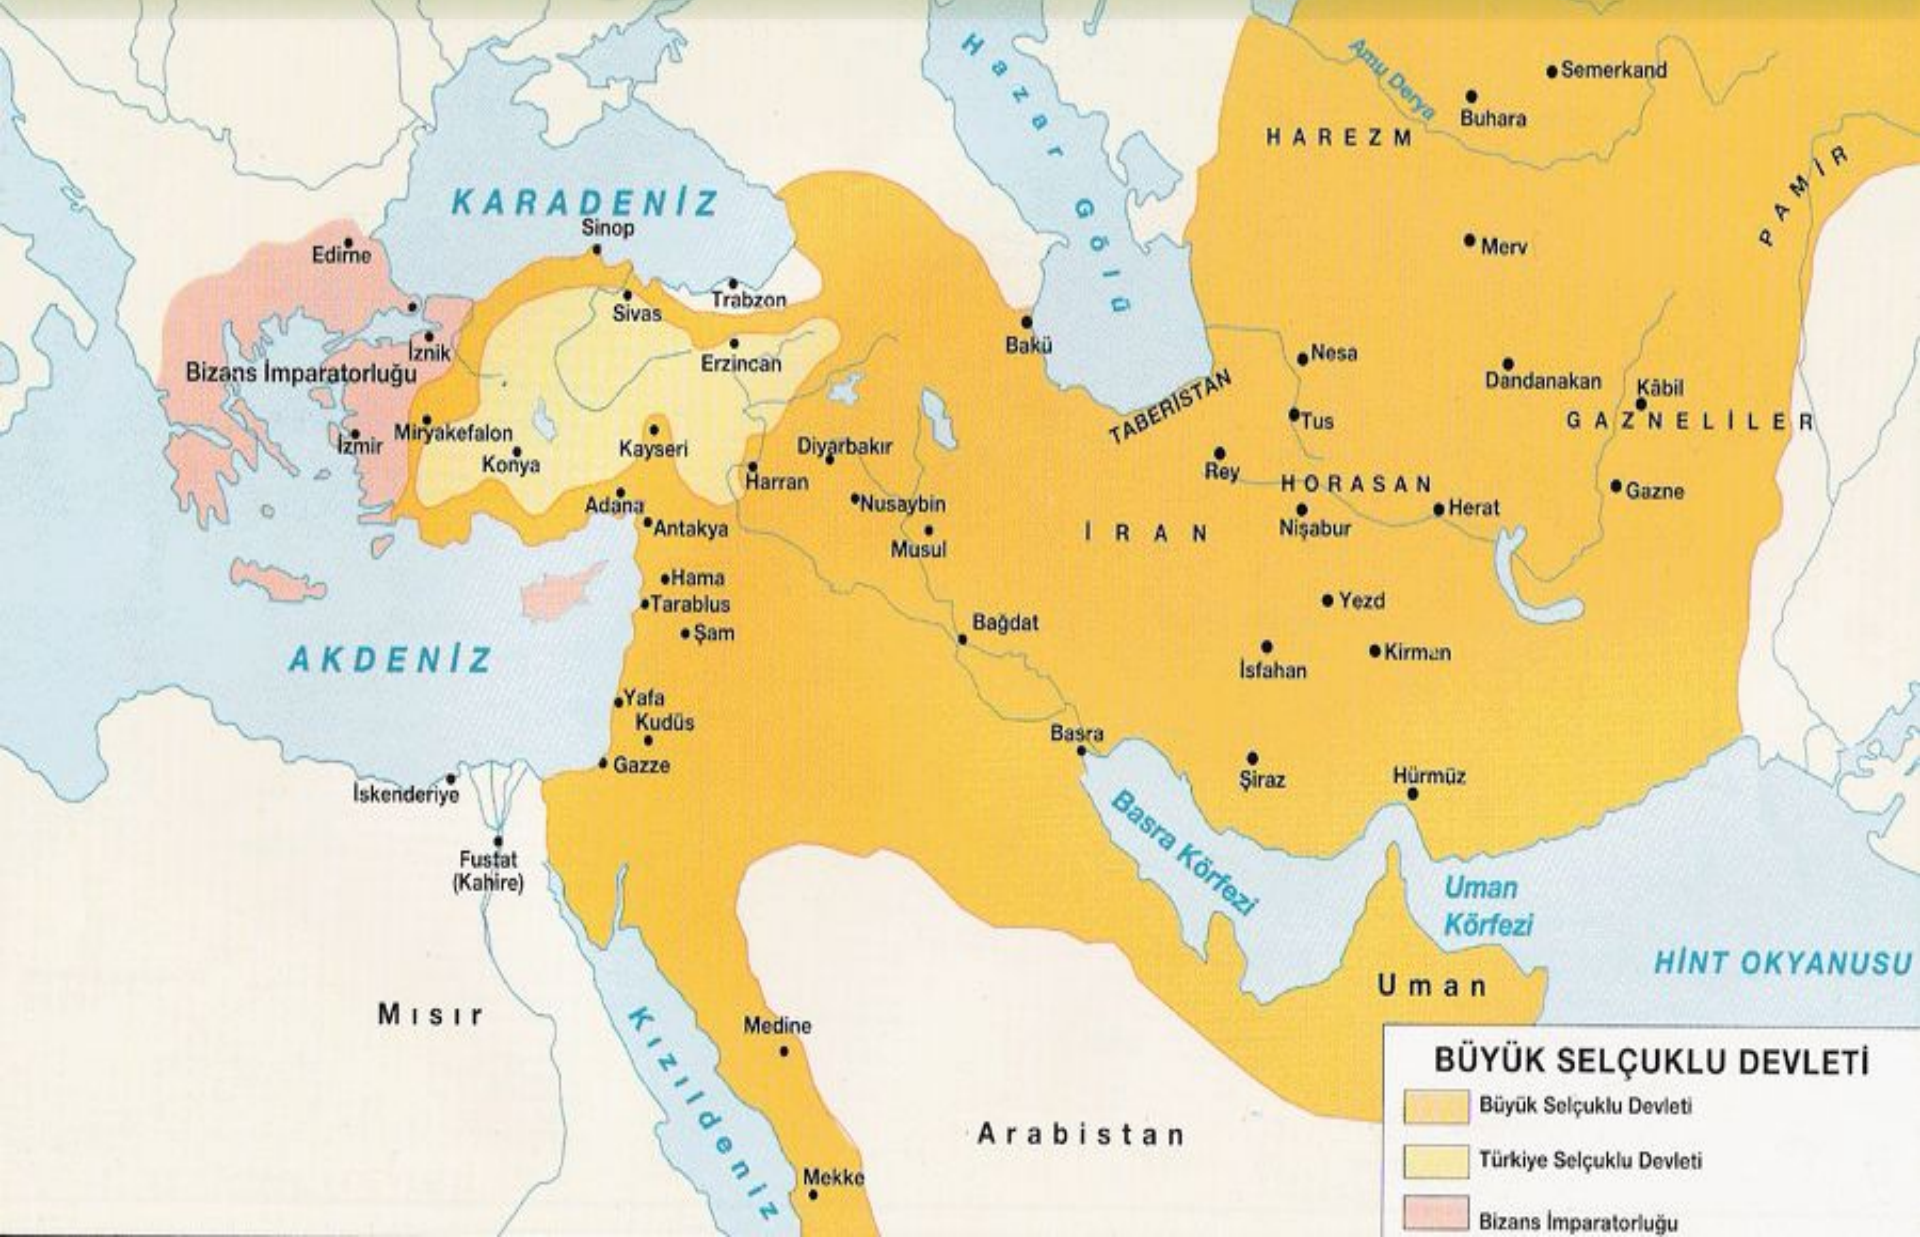 Hazar Gölü
Amu Derya
Semerkand
Buhara
HAREZM
PAMİR
KARADENİZ
Sinop
Edirne
Merv
Trabzon
Sivas
İznik
Bakü
Erzincan
Nesa
Dandanakan
Kâbil
Bizans İmparatorluğu
TABERİSTAN
GAZNELİLER
Tus
Miryakefalon
İzmir
Konya
Kayseri
Diyarbakır
Harran
Rey
HORASAN
Gazne
Adana
Nusaybin
Herat
Antakya
Nişabur
İRAN
Musul
Hama
Tarablus
Şam
Yezd
Bağdat
AKDENİZ
İsfahan
Kirman
Yafa
Kudüs
Basra
Gazze
Şiraz
Hürmüz
İskenderiye
Basra Körfezi
Fustat
(Kahire)
Uman
Körfezi
HİNT OKYANUSU
Uman
Mısır
Kızıldeniz
Medine
Arabistan
Mekke
BÜYÜK SELÇUKLU DEVLETİ
Büyük Selçuklu Devleti
Türkiye Selçuklu Devleti
Bizans İmparatorluğu